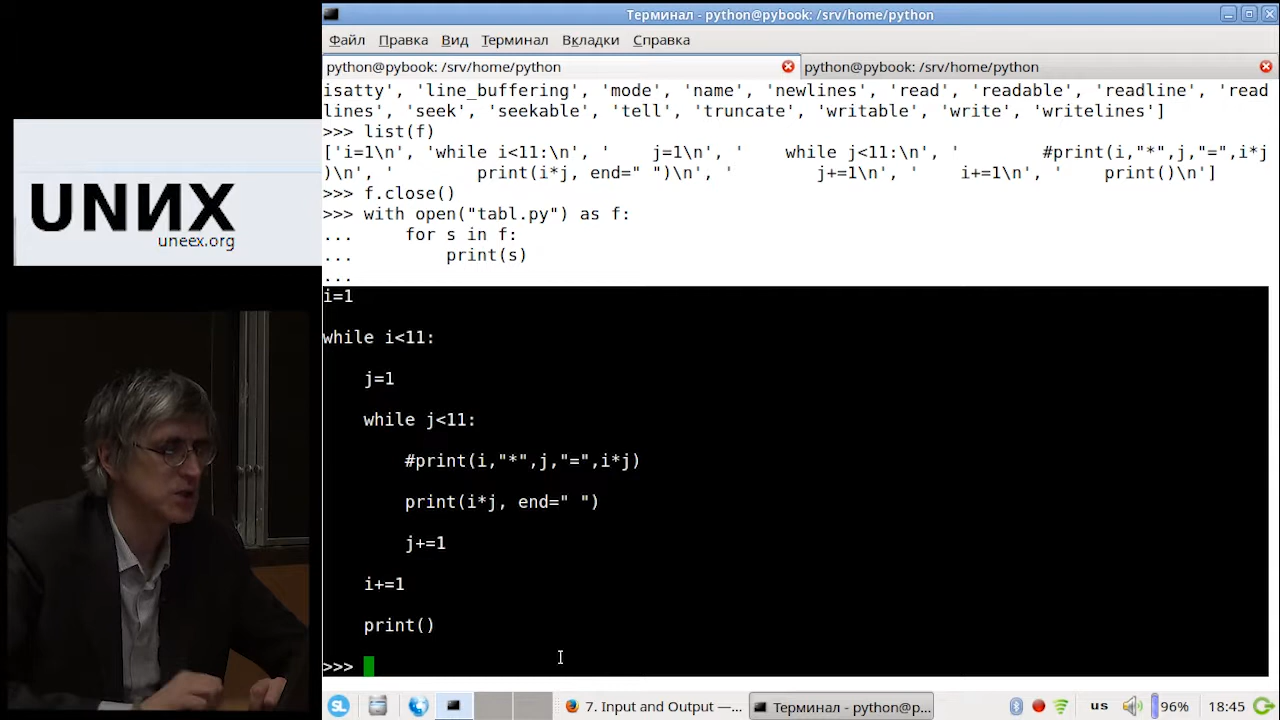 Терминал - python@pybook: /srv/home/python
Файл Правка Вид Терминал Вкладки Справка
python@pybook: /srv/home/python python@pybook: /srv/home/python
isatty', 'line_buffering', 'mode', 'name', 'newlines', 'read', 'readable', 'readline', 'read
lines', 'seek', 'seekable', 'tell', 'truncate', 'writable', 'write', 'writelines']
>>> list(f)
['i=1\n', 'while i<11:\n', '    j=1\n', '    while j<11:\n', '        #print(i,"*",j,"=",i*j
)\n', '        print(i*j, end=" ")\n', '        j+=1\n', '    i+=1\n', '    print()\n']
>>> f.close()
>>> with open("tabl.py") as f:
...     for s in f:
...         print(s)
...
i=1
while i<11:
    j=1
    while j<11:
        #print(i,"*",j,"=",i*j)
        print(i*j, end=" ")
        j+=1
    i+=1
    print()
>>>
UNИX
uneex.org
SL 7. Input and Output —... Терминал - python@p... us 96% 18:45